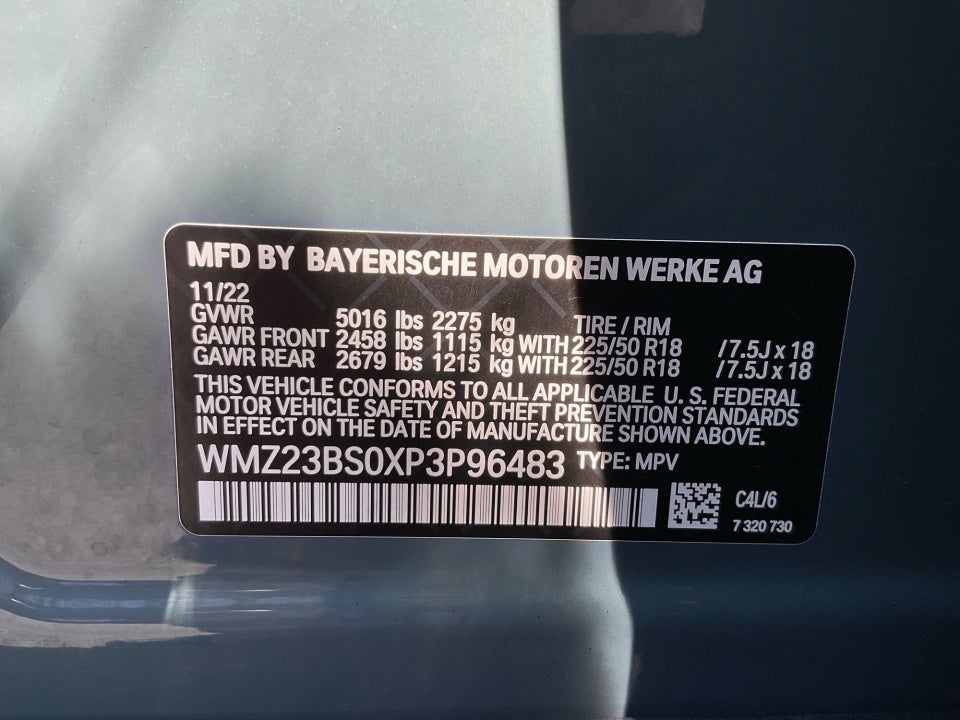 MFD BY BAYERISCHE MOTOREN WERKE AG
11/22
GVWR 5016 lbs 2275 kg TIRE / RIM
GAWR FRONT 2458 lbs 1115 kg WITH 225/50 R18 /7.5J x 18
GAWR REAR 2679 lbs 1215 kg WITH 225/50 R18 /7.5J x 18
THIS VEHICLE CONFORMS TO ALL APPLICABLE U. S. FEDERAL
MOTOR VEHICLE SAFETY AND THEFT PREVENTION STANDARDS
IN EFFECT ON THE DATE OF MANUFACTURE SHOWN ABOVE.
WMZ23BS0XP3P96483 TYPE: MPV
C4L/6
7 320 730